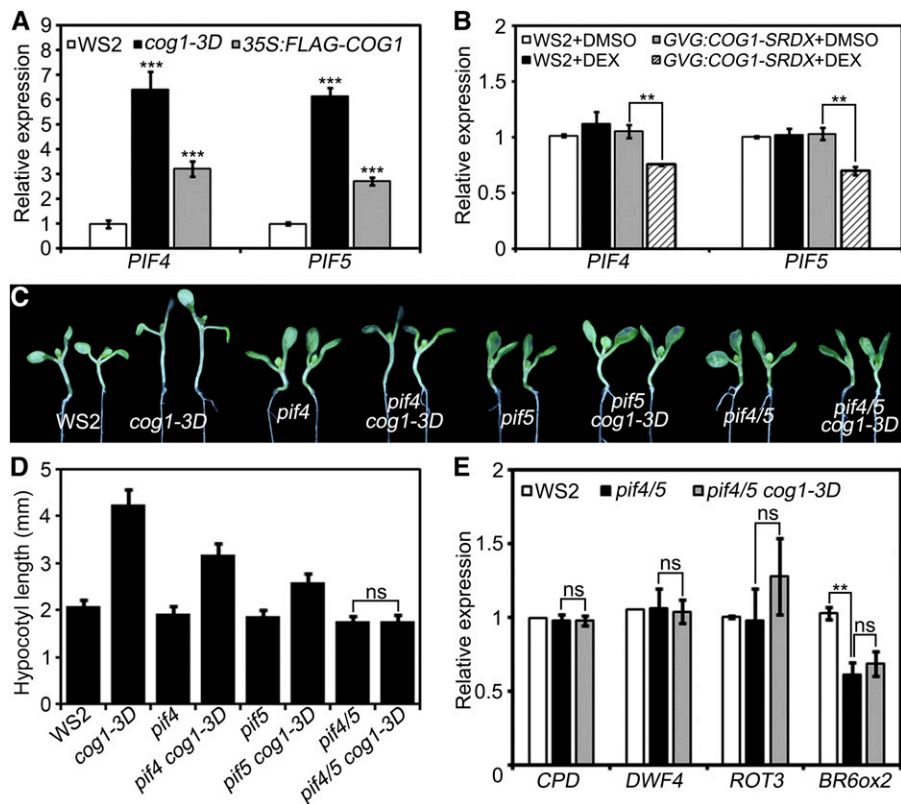 A
Relative expression
9
8
7
6
5
4
3
2
1
0
WS2 cog1-3D 35S:FLAG-COG1
*** *** *** ***
PIF4 PIF5
B
Relative expression
2
1.5
1
0.5
0
WS2+DMSO GVG:COG1-SRDX+DMSO
WS2+DEX GVG:COG1-SRDX+DEX
** **
PIF4 PIF5
C
WS2 cog1-3D pif4 pif4 cog1-3D pif5 pif5 cog1-3D pif4/5 pif4/5 cog1-3D
D
Hypocotyl length (mm)
5
4
3
2
1
0
ns
WS2
cog1-3D
pif4
pif4 cog1-3D
pif5
pif5 cog1-3D
pif4/5
pif4/5 cog1-3D
E
Relative expression
2
1.5
1
0.5
0
WS2 pif4/5 pif4/5 cog1-3D
ns ns ns ** ns
CPD DWF4 ROT3 BR6ox2